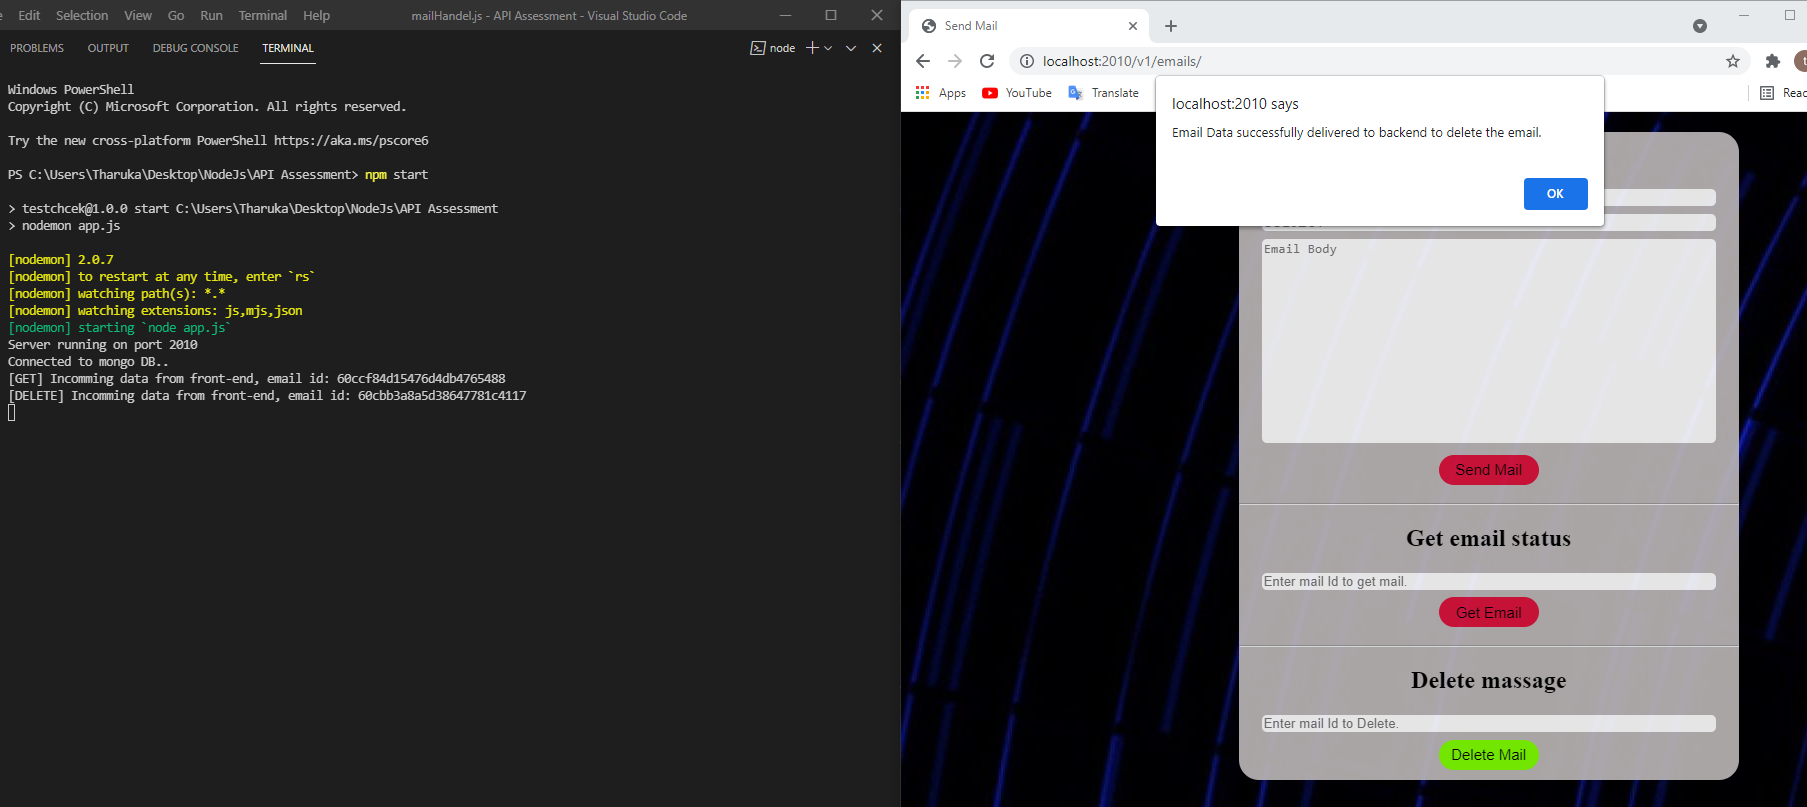 Edit Selection View Go Run Terminal Help mailHandel.js - API Assessment - Visual Studio Code
PROBLEMS OUTPUT DEBUG CONSOLE TERMINAL node
Windows PowerShell
Copyright (C) Microsoft Corporation. All rights reserved.
Try the new cross-platform PowerShell https://aka.ms/pscore6
PS C:\Users\Tharuka\Desktop\NodeJs\API Assessment> npm start
> testchcek@1.0.0 start C:\Users\Tharuka\Desktop\NodeJs\API Assessment
> nodemon app.js
[nodemon] 2.0.7
[nodemon] to restart at any time, enter `rs`
[nodemon] watching path(s): *.*
[nodemon] watching extensions: js,mjs,json
[nodemon] starting `node app.js`
Server running on port 2010
Connected to mongo DB..
[GET] Incomming data from front-end, email id: 60ccf84d15476d4db4765488
[DELETE] Incomming data from front-end, email id: 60cbb3a8a5d38647781c4117
Send Mail
localhost:2010/v1/emails/
t
Apps YouTube Translate
localhost:2010 says
Email Data successfully delivered to backend to delete the email.
OK
Email Body
Send Mail
Get email status
Enter mail Id to get mail.
Get Email
Delete massage
Enter mail Id to Delete.
Delete Mail